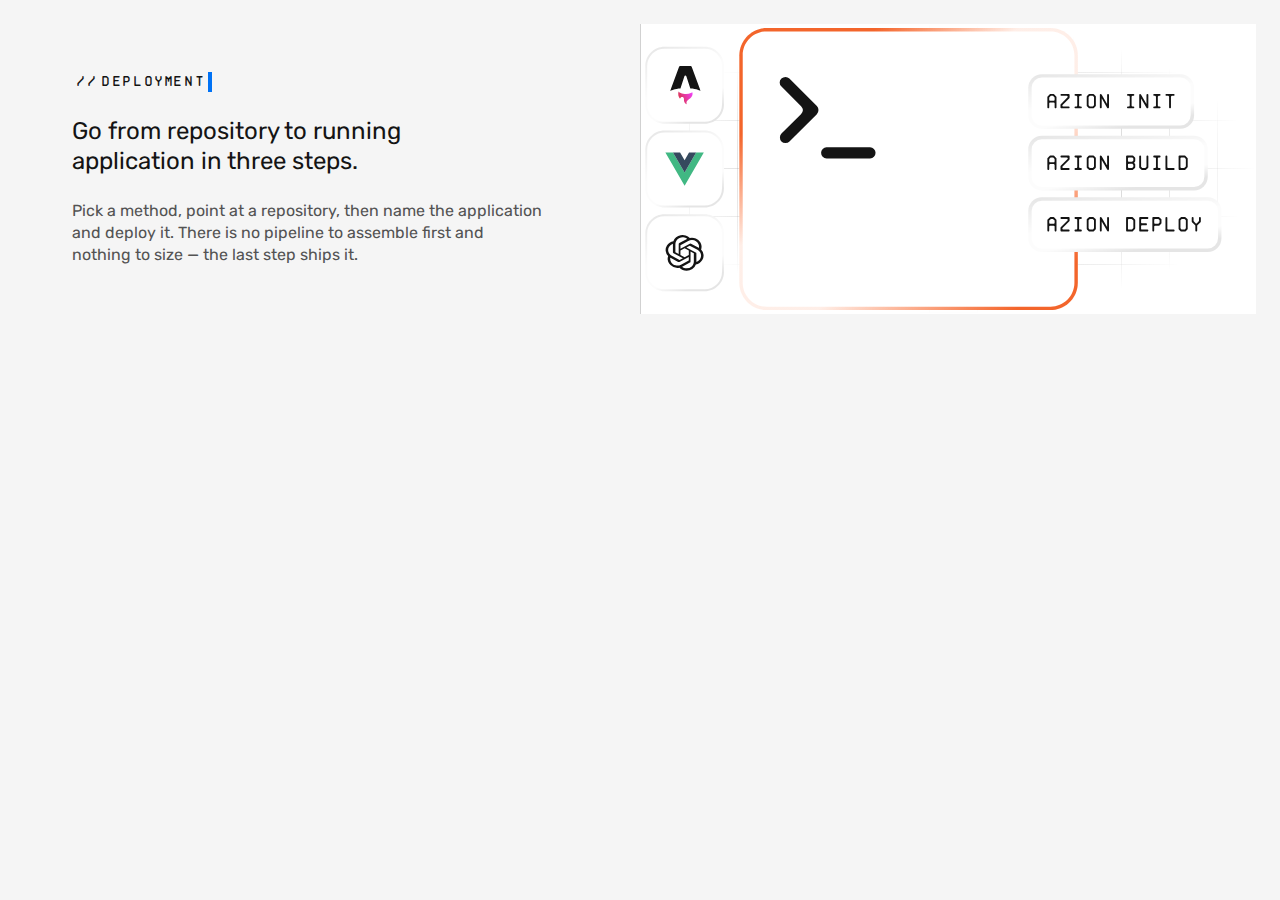 // DEPLOYMENT
Go from repository to running
application in three steps.
Pick a method, point at a repository, then name the application
and deploy it. There is no pipeline to assemble first and
nothing to size — the last step ships it.
>_
AZION INIT
AZION BUILD
AZION DEPLOY